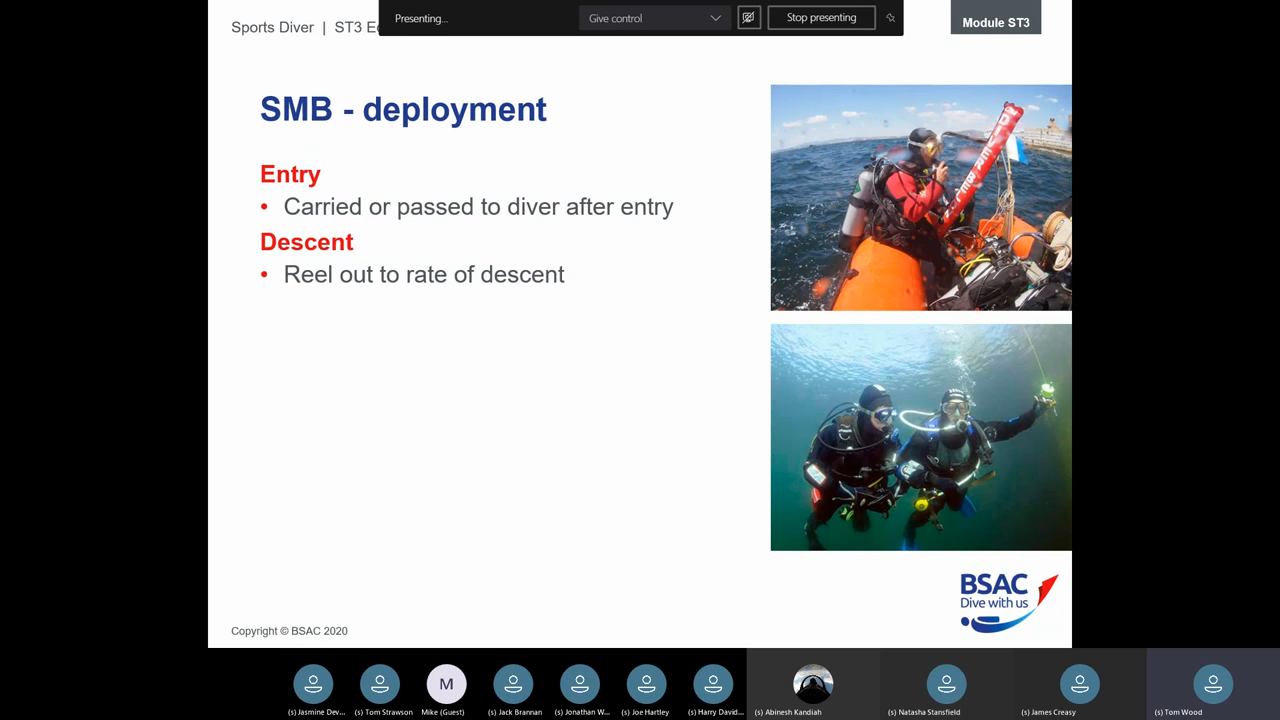 Sports Diver | ST3 E
Presenting...
Give control
Stop presenting
Module ST3
SMB - deployment
Entry
• Carried or passed to diver after entry
Descent
• Reel out to rate of descent
BSAC
Dive with us
Copyright © BSAC 2020
M
(s) Jasmine Dev...
(s) Tom Strawson
Mike (Guest)
(s) Jack Brannan
(s) Jonathan W...
(s) Joe Hartley
(s) Harry David...
(s) Abinesh Kandiah
(s) Natasha Stansfield
(s) James Creasy
(s) Tom Wood